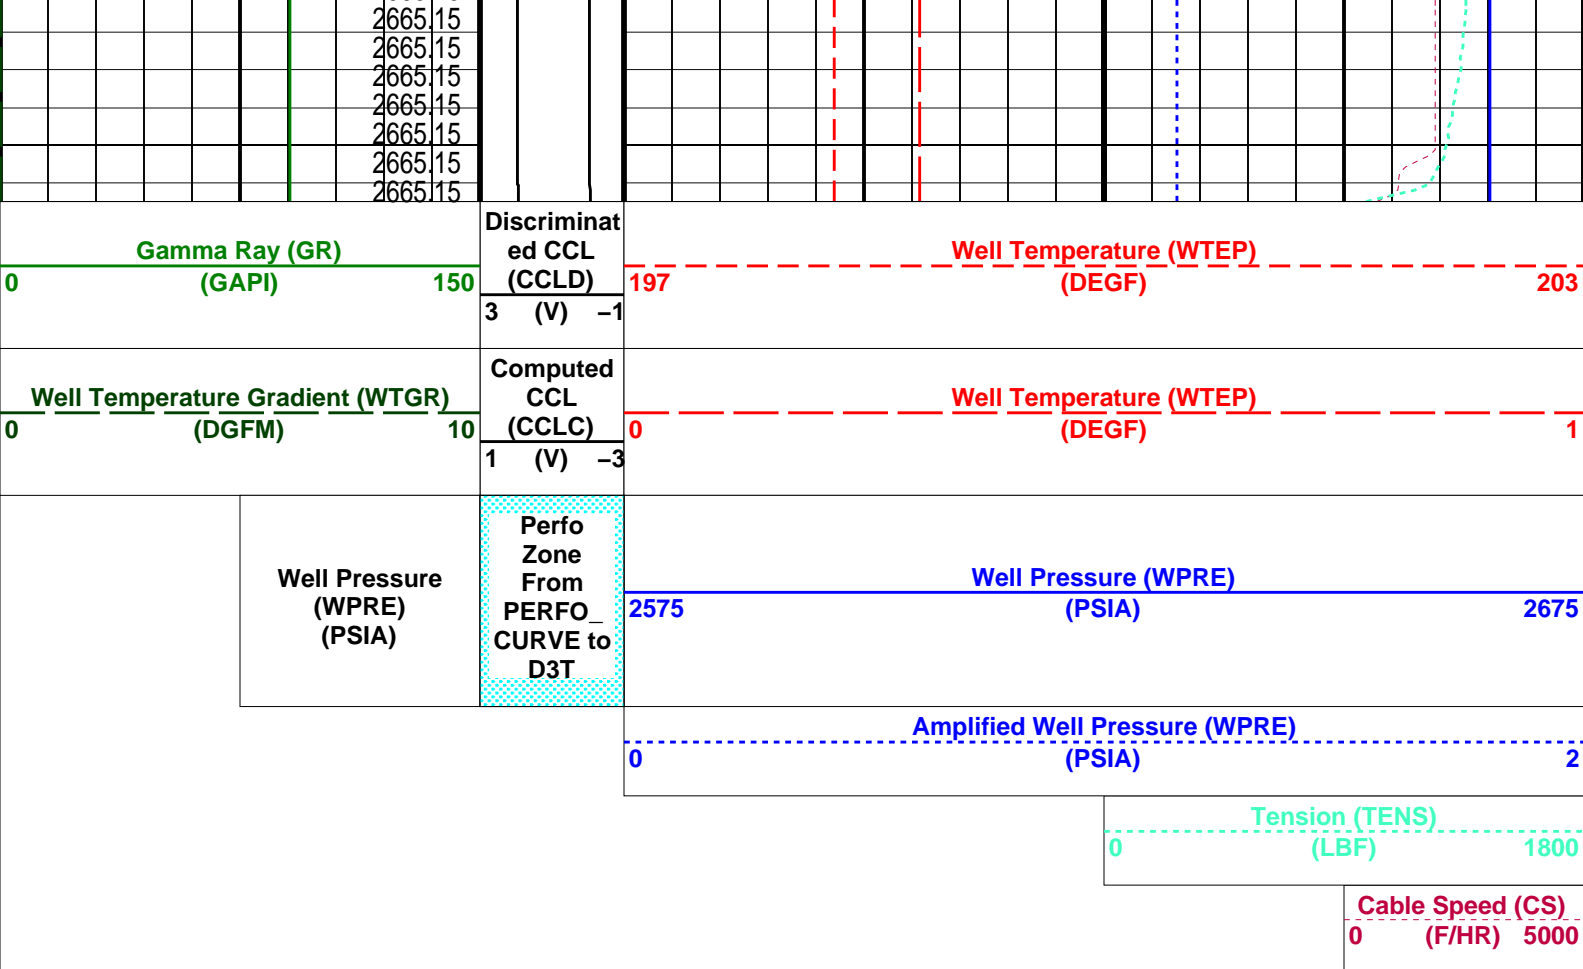 2665.15
2665.15
2665.15
2665.15
2665.15
2665.15
2665.15
Gamma Ray (GR)
0 (GAPI) 150
Discriminat
ed CCL
(CCLD)
3 (V) –1
Well Temperature (WTEP)
197 (DEGF) 203
Well Temperature Gradient (WTGR)
0 (DGFM) 10
Computed
CCL
(CCLC)
1 (V) –3
Well Temperature (WTEP)
0 (DEGF) 1
Well Pressure
(WPRE)
(PSIA)
Perfo
Zone
From
PERFO_
CURVE to
D3T
Well Pressure (WPRE)
2575 (PSIA) 2675
Amplified Well Pressure (WPRE)
0 (PSIA) 2
Tension (TENS)
0 (LBF) 1800
Cable Speed (CS)
0 (F/HR) 5000